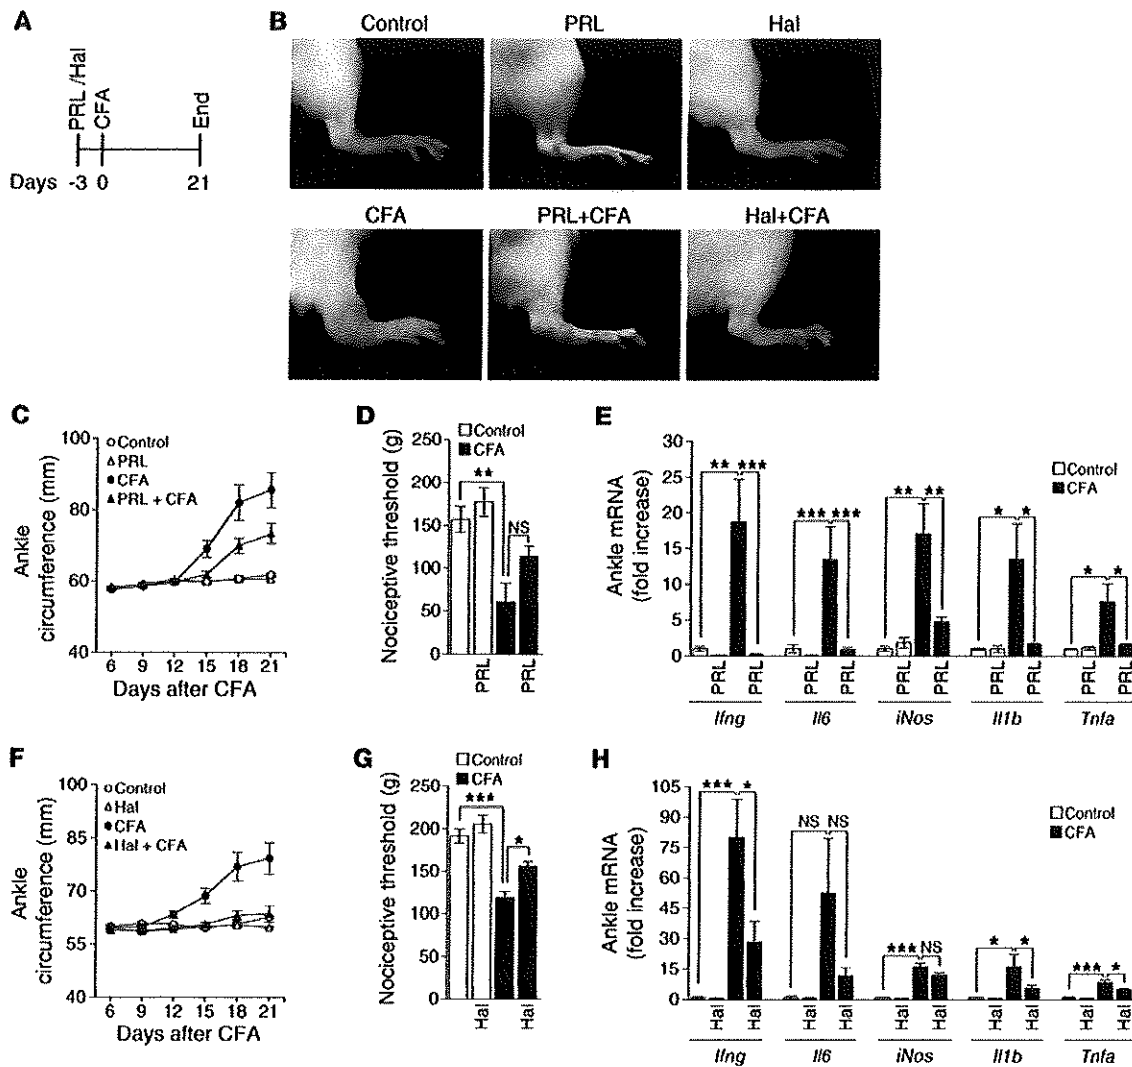 A
PRL /Hal
CFA
End
Days -3 0 21
B
Control
PRL
Hal
CFA
PRL+CFA
Hal+CFA
C
Ankle
circumference (mm)
100
80
60
40
Control
PRL
CFA
PRL + CFA
6 9 12 15 18 21
Days after CFA
D
Nociceptive threshold (g)
250
200
150
100
50
0
Control
CFA
**
NS
PRL
PRL
E
Ankle mRNA
(fold increase)
30
25
20
15
10
5
0
Control
CFA
** ***
*** ***
** **
* *
* *
PRL PRL PRL PRL PRL PRL PRL PRL PRL PRL
Ifng Il6 iNos Il1b Tnfa
F
Ankle
circumference (mm)
100
85
70
55
40
Control
Hal
CFA
Hal + CFA
6 9 12 15 18 21
Days after CFA
G
Nociceptive threshold (g)
300
250
200
150
100
50
0
Control
CFA
***
*
Hal
Hal
H
Ankle mRNA
(fold increase)
105
90
75
60
45
30
15
0
Control
CFA
*** *
NS NS
*** NS
* *
*** *
Hal Hal Hal Hal Hal Hal Hal Hal Hal Hal
Ifng Il6 iNos Il1b Tnfa